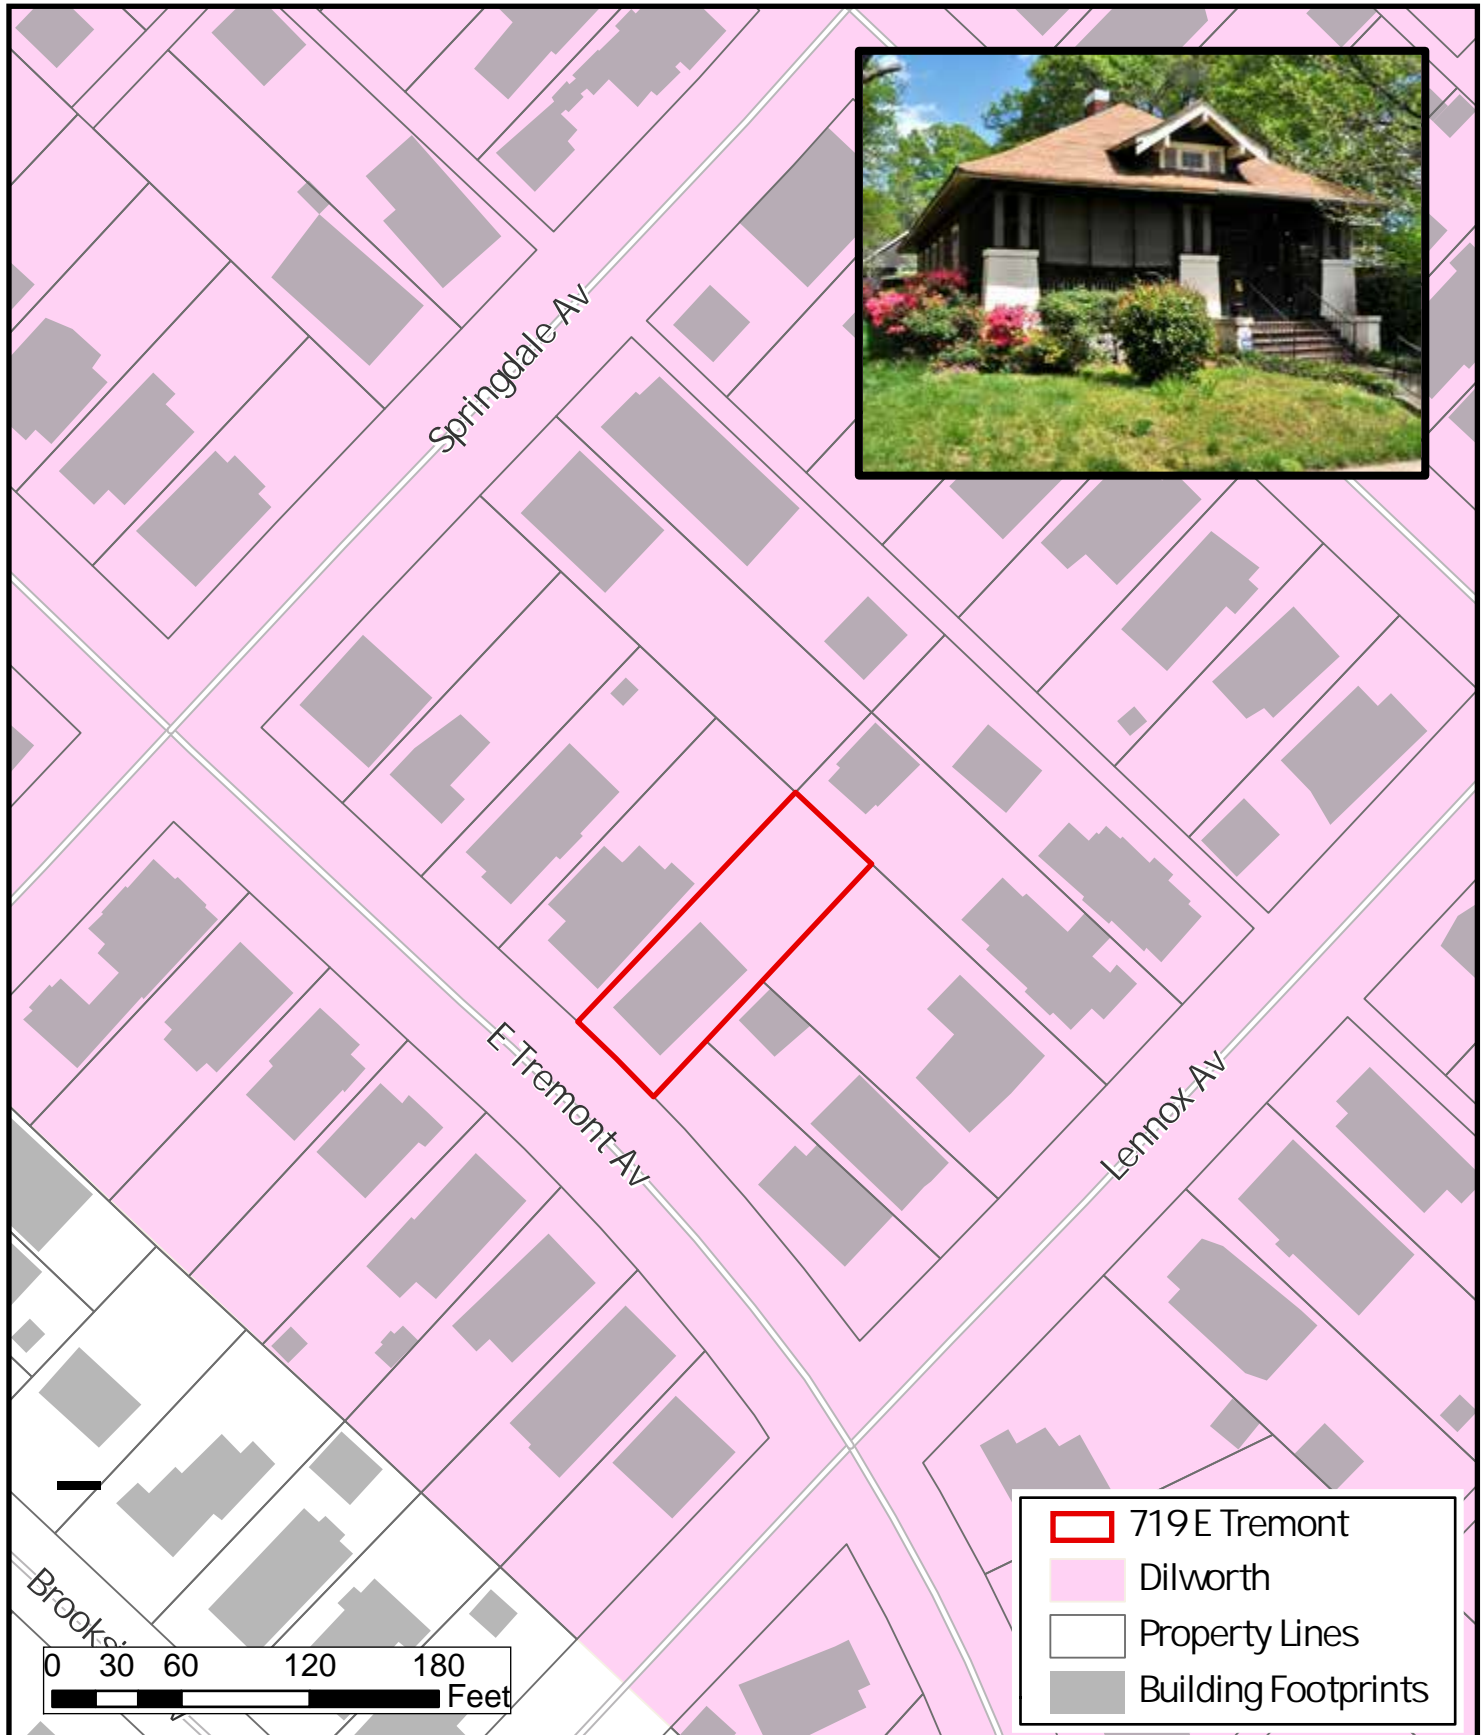 Springdale Av
E Tremont Av
Lennox Av
719 E Tremont
Dilworth
Property Lines
Building Footprints
0 30 60 120 180
Feet